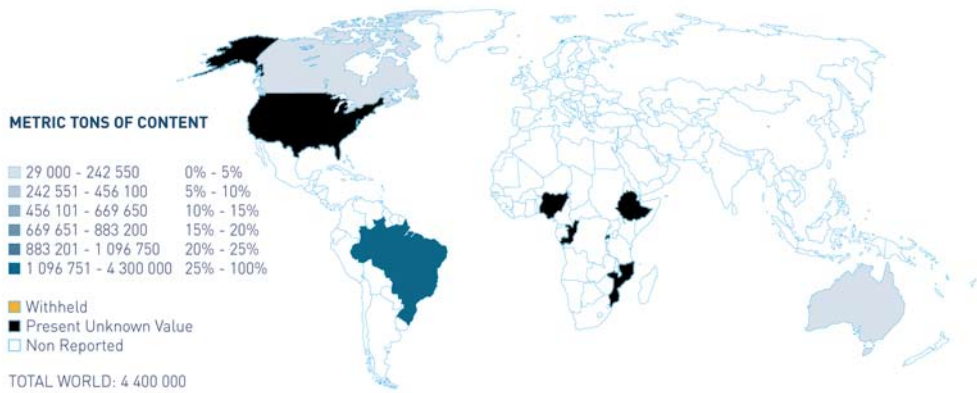 METRIC TONS OF CONTENT
29 000 - 242 550 0% - 5%
242 551 - 456 100 5% - 10%
456 101 - 669 650 10% - 15%
669 651 - 883 200 15% - 20%
883 201 - 1 096 750 20% - 25%
1 096 751 - 4 300 000 25% - 100%
Withheld
Present Unknown Value
Non Reported
TOTAL WORLD: 4 400 000